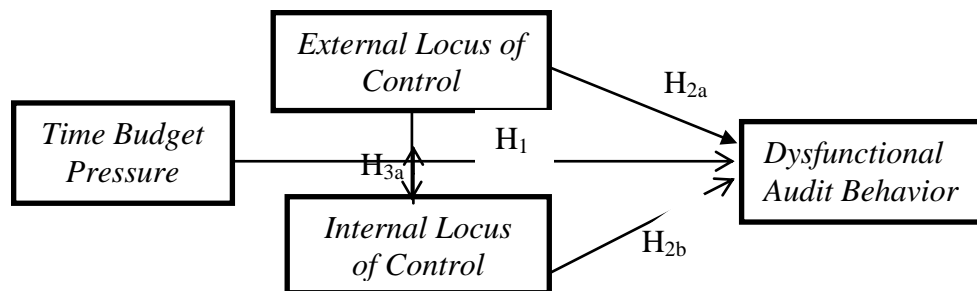 External Locus of
Control
H2a
Time Budget
Pressure
H1
H3a
Dysfunctional
Audit Behavior
Internal Locus
of Control
H2b